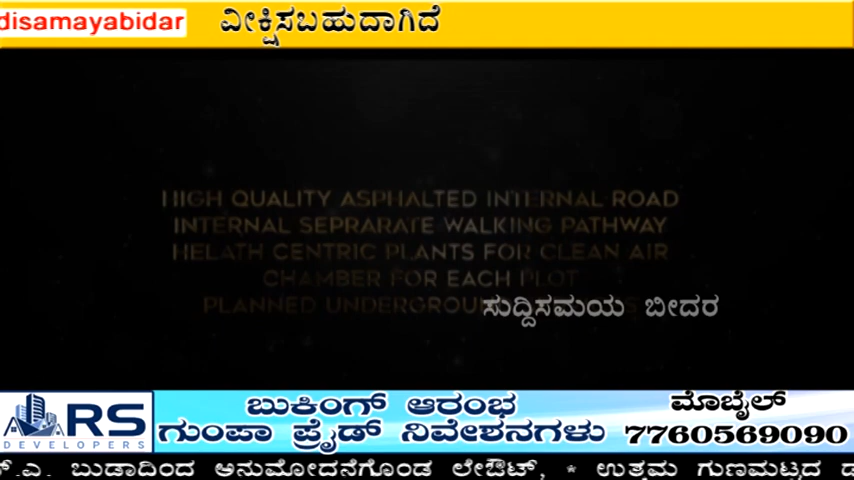 disamayabidar ವೀಕ್ಷಿಸಬಹುದಾಗಿದೆ
HIGH QUALITY ASPHALTED INTERNAL ROAD
INTERNAL SEPRARATE WALKING PATHWAY
HELATH CENTRIC PLANTS FOR CLEAN AIR
CHAMBER FOR EACH PLOT
PLANNED
ಸುದ್ದಿಸಮಯ ಬೀದರ
RS
DEVELOPERS
ಬುಕಿಂಗ್ ಆರಂಭ
ಗುಂಪಾ ಪ್ರೈಡ್ ನಿವೇಶನಗಳು
ಮೊಬೈಲ್
7760569090
ಎ. ಬುಡಾದಿಂದ ಅನುಮೋದನೆಗೊಂಡ ಲೇಔಟ್, * ಉತ್ತಮ ಗುಣಮಟ್ಟದ